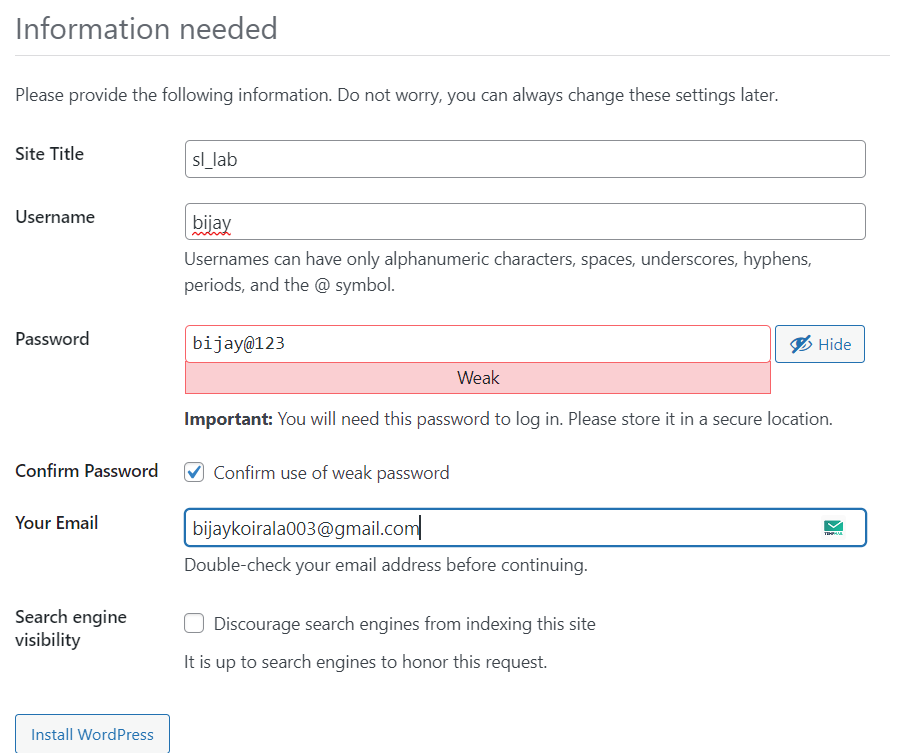 Information needed
Please provide the following information. Do not worry, you can always change these settings later.
Site Title
sl_lab
Username
bijay
Usernames can have only alphanumeric characters, spaces, underscores, hyphens,
periods, and the @ symbol.
Password
bijay@123
Hide
Weak
Important: You will need this password to log in. Please store it in a secure location.
Confirm Password
Confirm use of weak password
Your Email
bijaykoirala003@gmail.com
Double-check your email address before continuing.
Search engine
visibility
Discourage search engines from indexing this site
It is up to search engines to honor this request.
Install WordPress